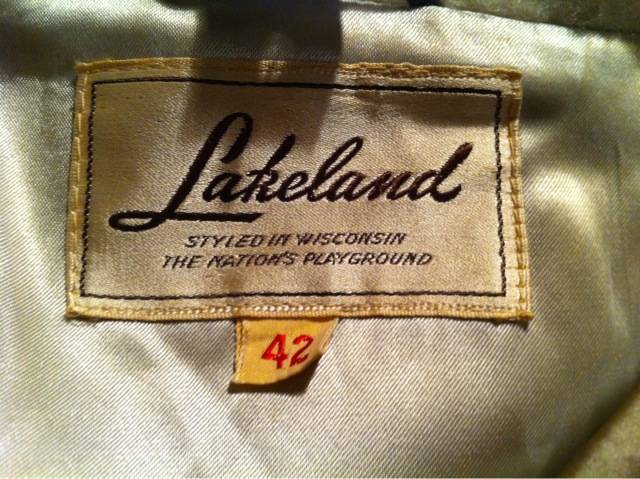 Lakeland
STYLED IN WISCONSIN
THE NATION'S PLAYGROUND
42